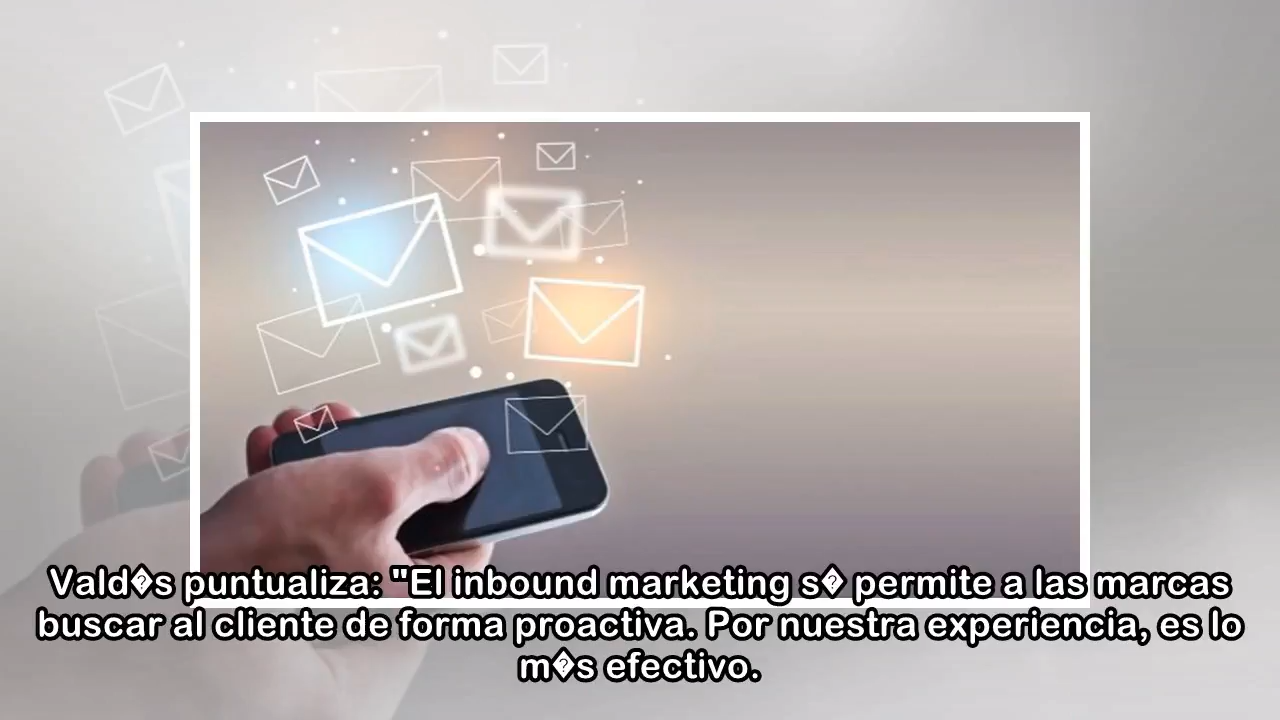 Vald�s puntualiza: "El inbound marketing s� permite a las marcas
buscar al cliente de forma proactiva. Por nuestra experiencia, es lo
m�s efectivo.